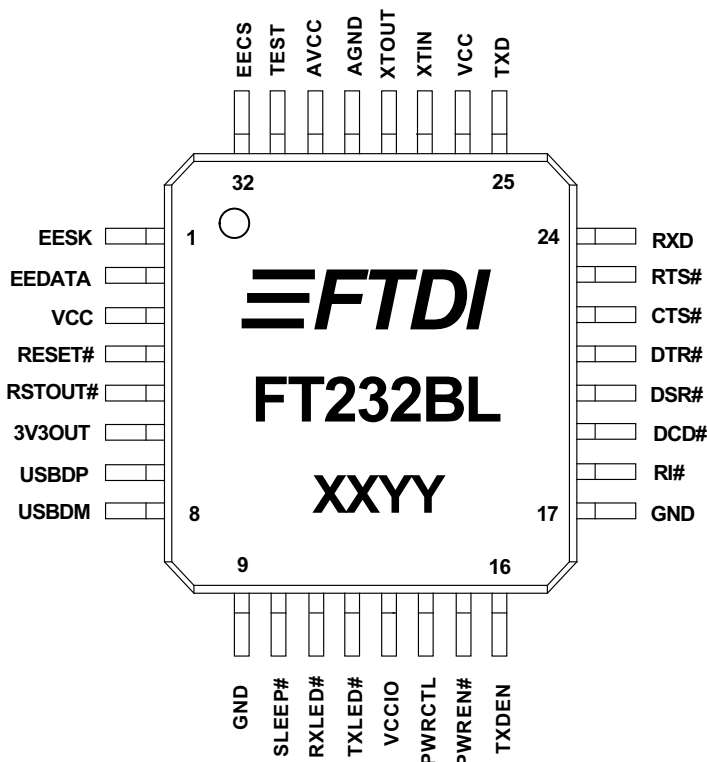 EECS TEST AVCC AGND XTOUT XTIN VCC TXD
32 25
EESK 1 24 RXD
EEDATA RTS#
VCC CTS#
RESET# DTR#
RSTOUT# DSR#
3V3OUT DCD#
USBDP RI#
USBDM 8 17 GND
FTDI
FT232BL
XXYY
9 16
GND SLEEP# RXLED# TXLED# VCCIO PWRCTL PWREN# TXDEN